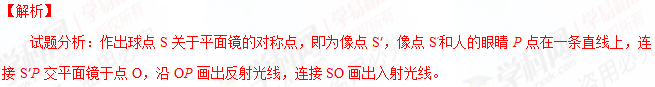 【解析】
试题分析：作出球点 S 关于平面镜的对称点，即为像点 S′，像点 S′和人的眼睛 P 点在一条直线上，连
接 S′P 交平面镜于点 O，沿 OP 画出反射光线，连接 SO 画出入射光线。